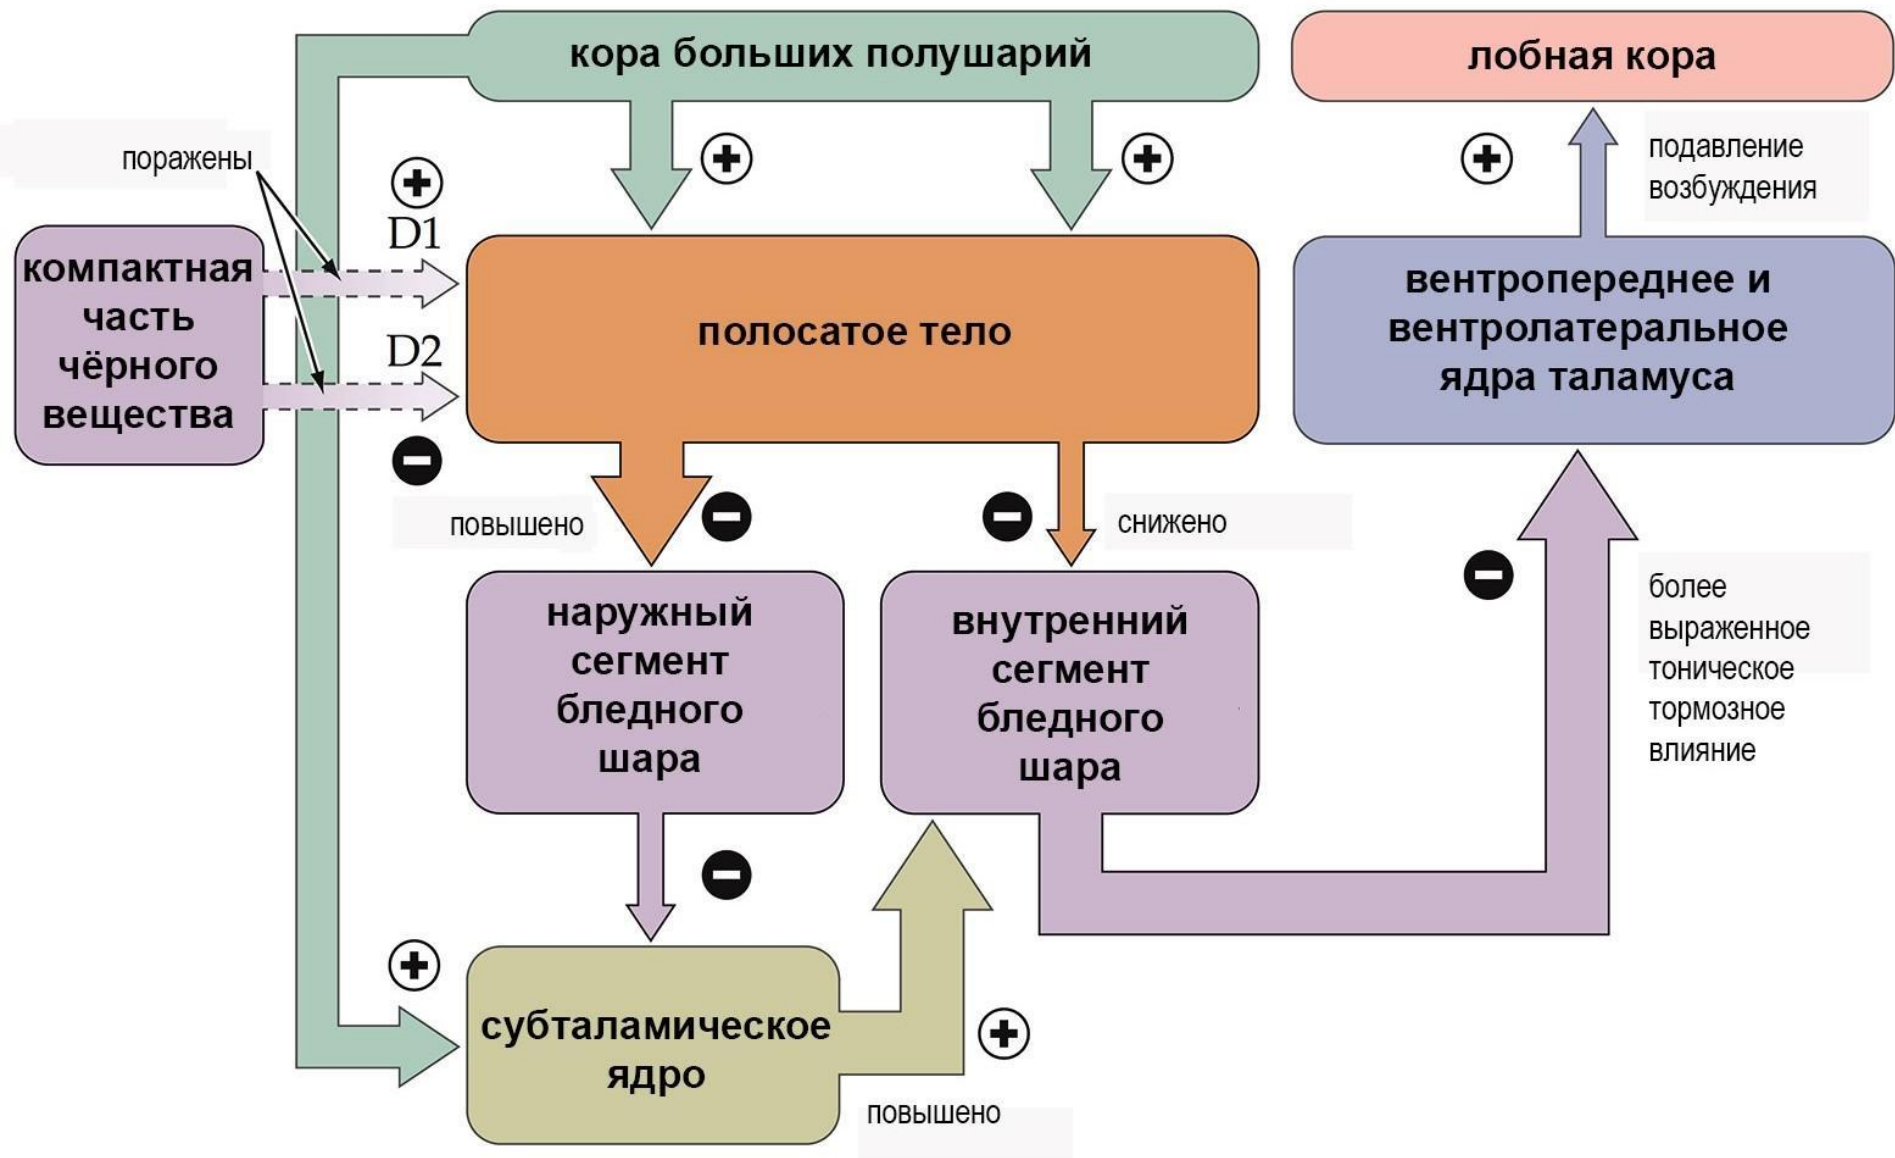 кора больших полушарий
лобная кора
поражены
подавление
возбуждения
D1
компактная
часть
чёрного
вещества
D2
полосатое тело
вентропереднее и
вентролатеральное
ядра таламуса
повышено
снижено
наружный
сегмент
бледного
шара
внутренний
сегмент
бледного
шара
более
выраженное
тоническое
тормозное
влияние
субталамическое
ядро
повышено